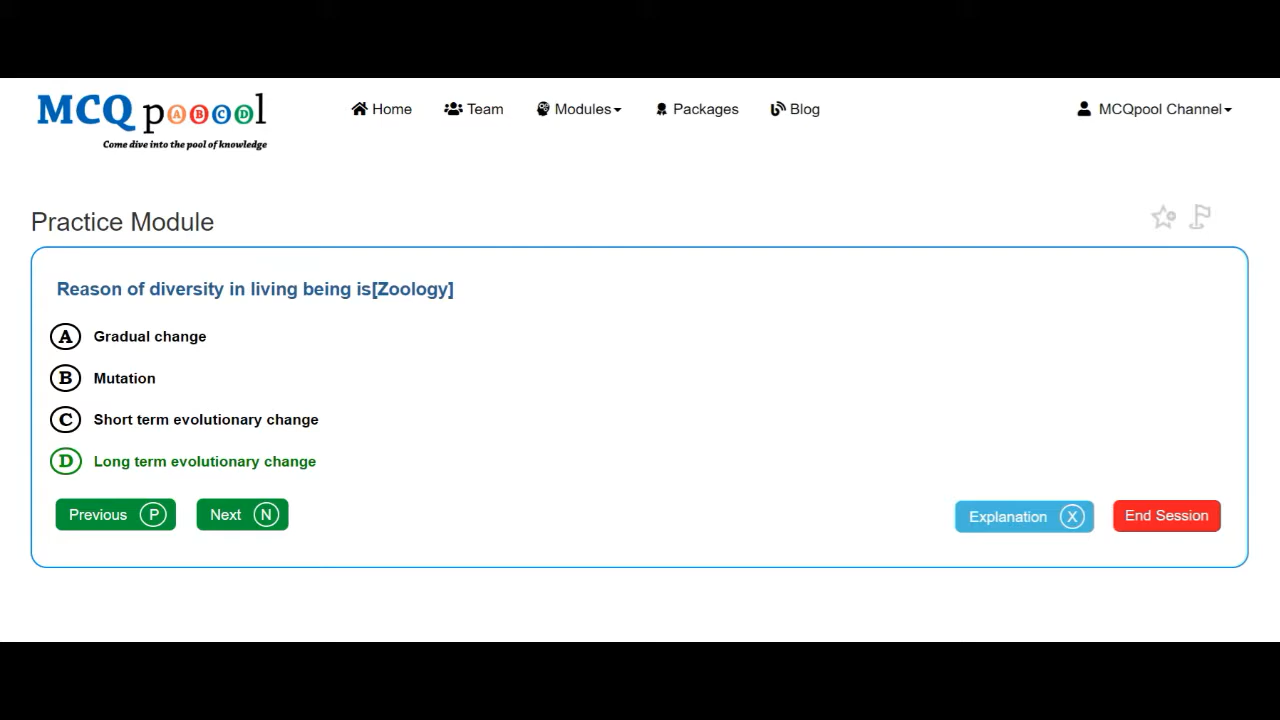 MCQ pABCDl
Come dive into the pool of knowledge
Home Team Modules Packages Blog MCQpool Channel
Practice Module
Reason of diversity in living being is[Zoology]
A Gradual change
B Mutation
C Short term evolutionary change
D Long term evolutionary change
Previous P Next N Explanation X End Session